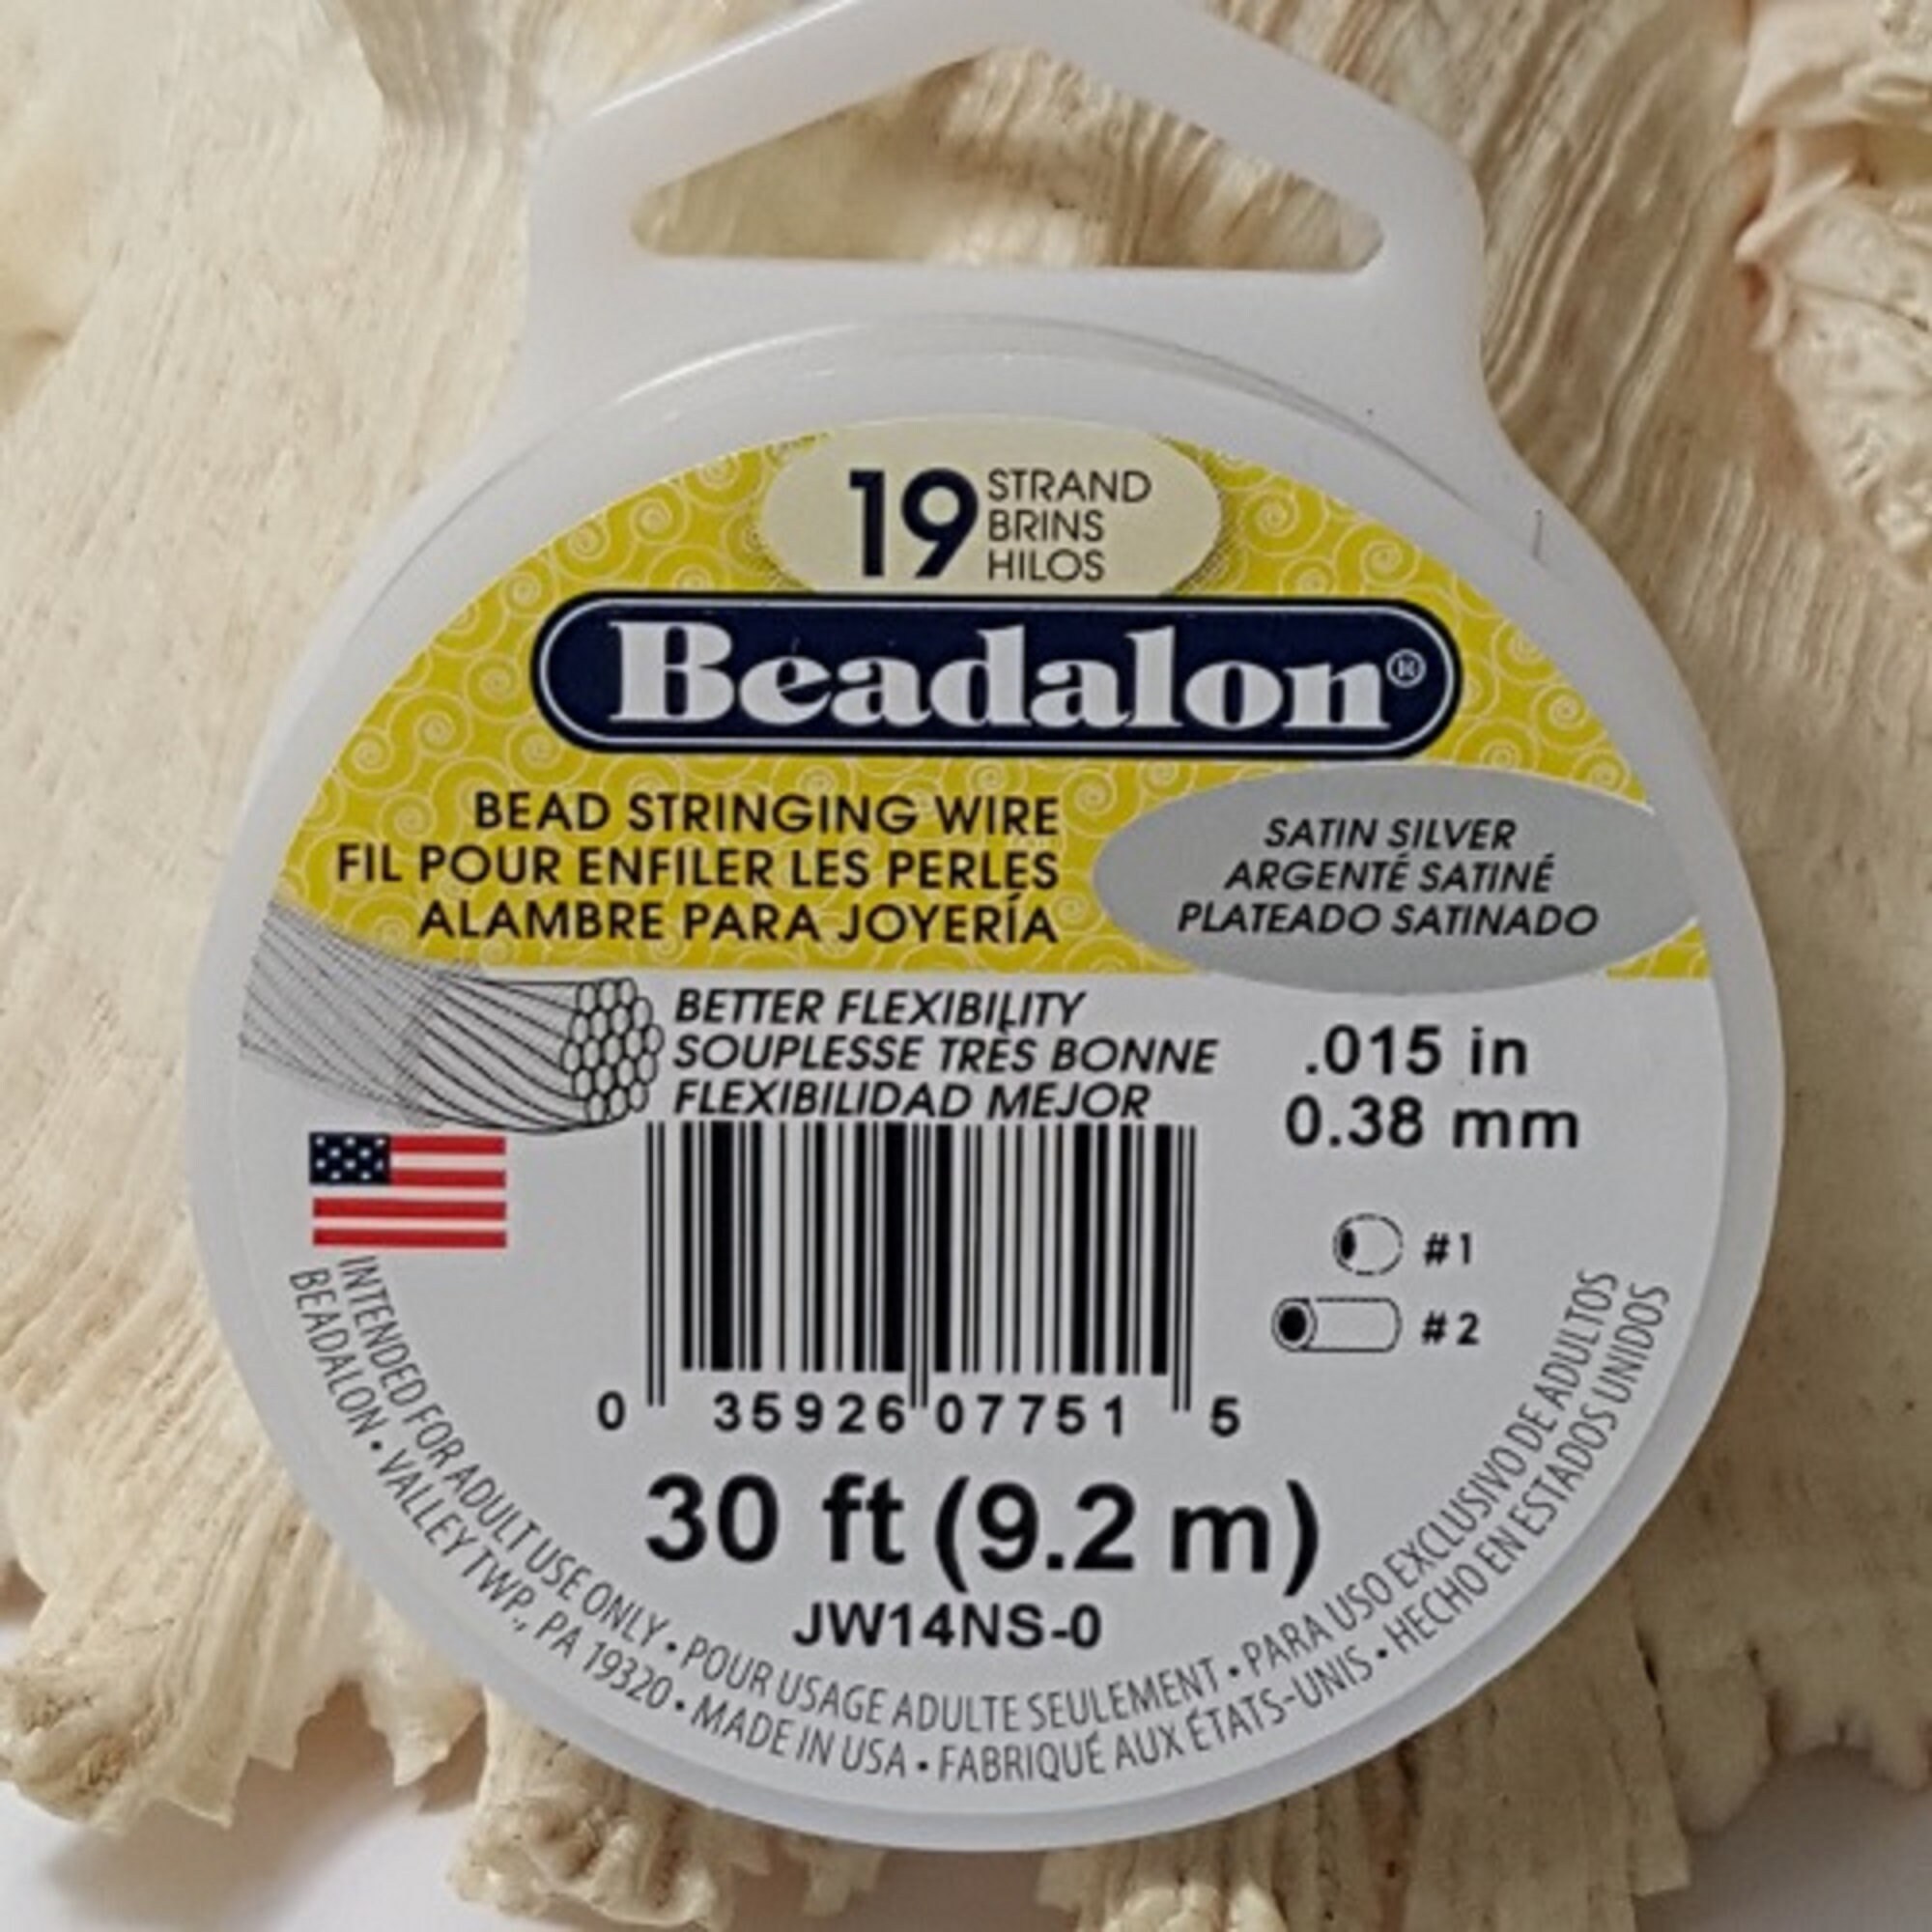 19 STRAND
BRINS
HILOS
Beadalon®
BEAD STRINGING WIRE
FIL POUR ENFILER LES PERLES
ALAMBRE PARA JOYERÍA
SATIN SILVER
ARGENTÉ SATINÉ
PLATEADO SATINADO
BETTER FLEXIBILITY
SOUPLESSE TRÈS BONNE
FLEXIBILIDAD MEJOR
.015 in
0.38 mm
#1
#2
0 35926 07751 5
30 ft (9.2 m)
JW14NS-0
INTENDED FOR ADULT USE ONLY • POUR USAGE ADULTE SEULEMENT • PARA USO EXCLUSIVO DE ADULTOS
BEADALON • VALLEY TWP., PA 19320 • MADE IN USA • FABRIQUÉ AUX ÉTATS-UNIS • HECHO EN ESTADOS UNIDOS